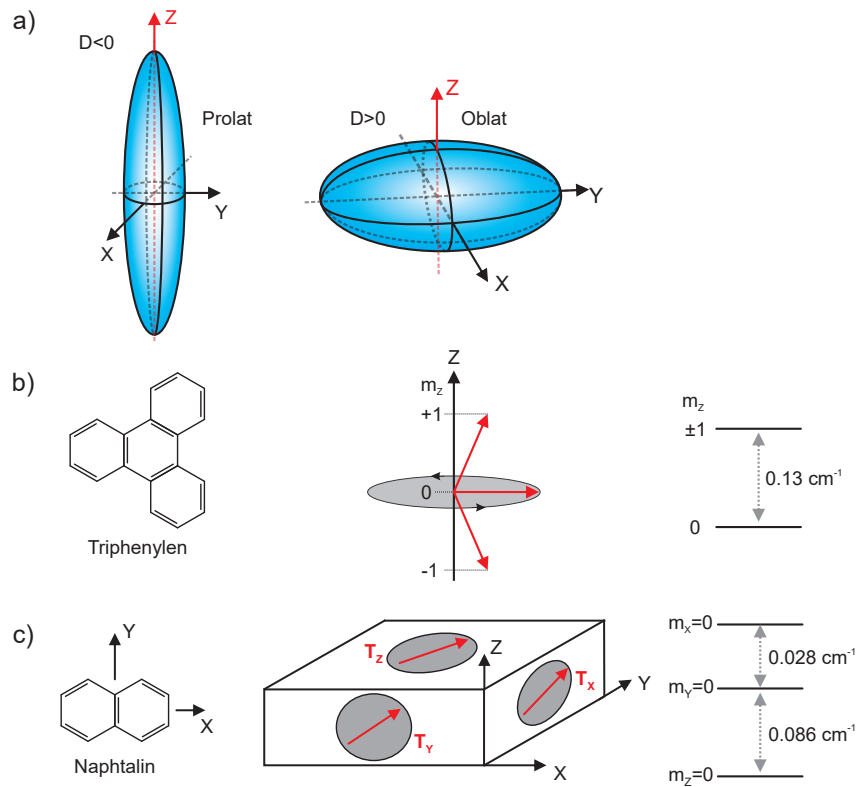 a)
D<0
Z
Prolat
Y
X
D>0
Z
Oblat
Y
X
b)
Triphenylen
Z
m_Z
+1
0
-1
m_Z
±1
0.13 cm⁻¹
0
c)
Y
X
Naphtalin
T_Z
Z
T_X
Y
T_Y
X
m_X=0
0.028 cm⁻¹
m_Y=0
0.086 cm⁻¹
m_Z=0